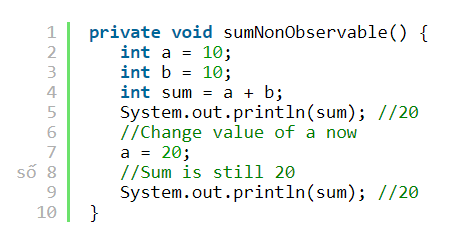 1 private void sumNonObservable() {
2 int a = 10;
3 int b = 10;
4 int sum = a + b;
5 System.out.println(sum); //20
6 //Change value of a now
7 a = 20;
số 8 //Sum is still 20
9 System.out.println(sum); //20
10 }